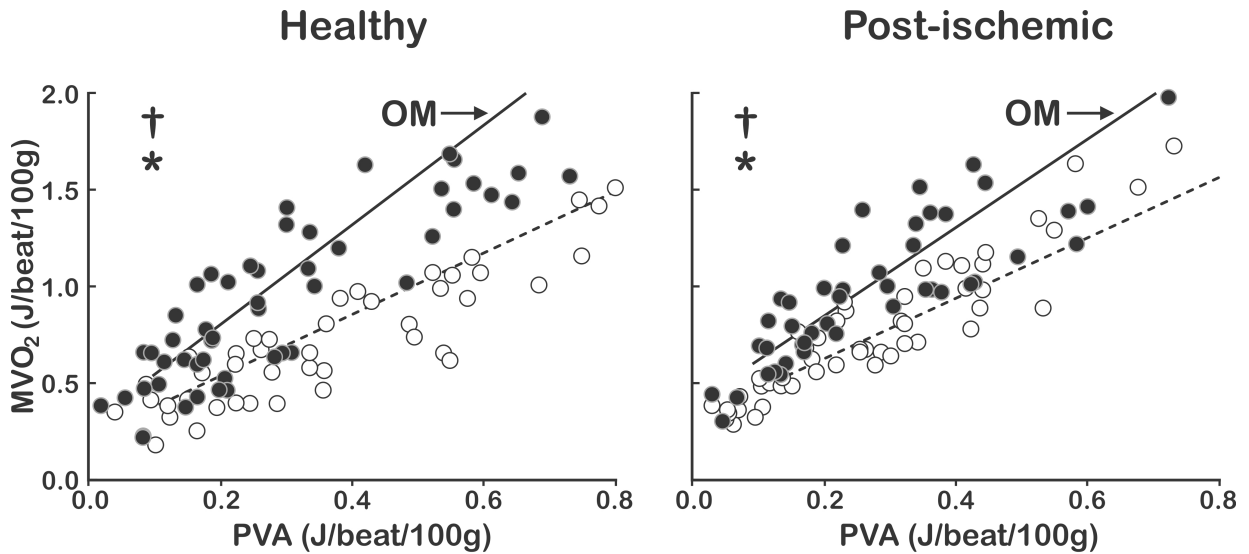 Healthy
Post-ischemic
MVO₂ (J/beat/100g)
2.0
1.5
1.0
0.5
0.0
†
*
OM
0.0 0.2 0.4 0.6 0.8
PVA (J/beat/100g)
†
*
OM
0.0 0.2 0.4 0.6 0.8
PVA (J/beat/100g)